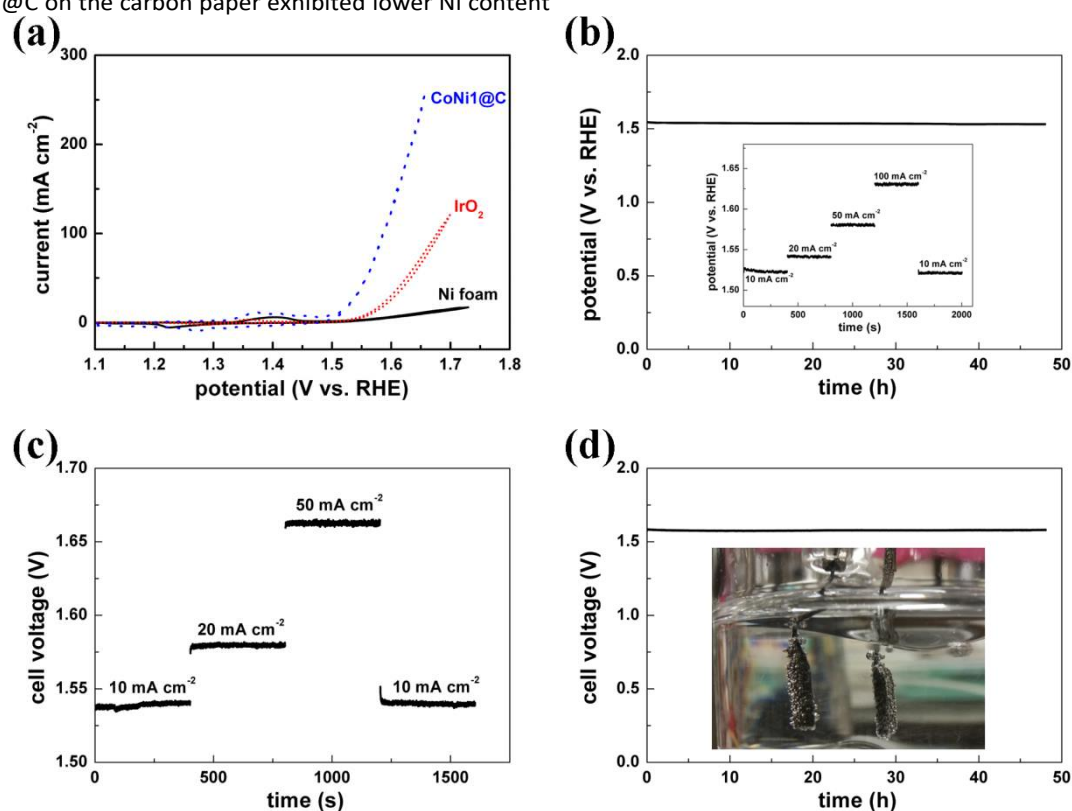 @C on the carbon paper exhibited lower Ni content
(a)
300
200
100
0
current (mA cm⁻²)
CoNi1@C
IrO₂
Ni foam
1.1 1.2 1.3 1.4 1.5 1.6 1.7 1.8
potential (V vs. RHE)
(b)
2.0
1.5
1.0
0.5
0.0
potential (V vs. RHE)
1.65
1.60
1.55
1.50
potential (V vs. RHE)
100 mA cm⁻²
50 mA cm⁻²
20 mA cm⁻²
10 mA cm⁻²
10 mA cm⁻²
0 500 1000 1500 2000
time (s)
0 10 20 30 40 50
time (h)
(c)
1.70
1.65
1.60
1.55
1.50
cell voltage (V)
50 mA cm⁻²
20 mA cm⁻²
10 mA cm⁻²
10 mA cm⁻²
0 500 1000 1500
time (s)
(d)
2.0
1.5
1.0
0.5
0.0
cell voltage (V)
0 10 20 30 40 50
time (h)